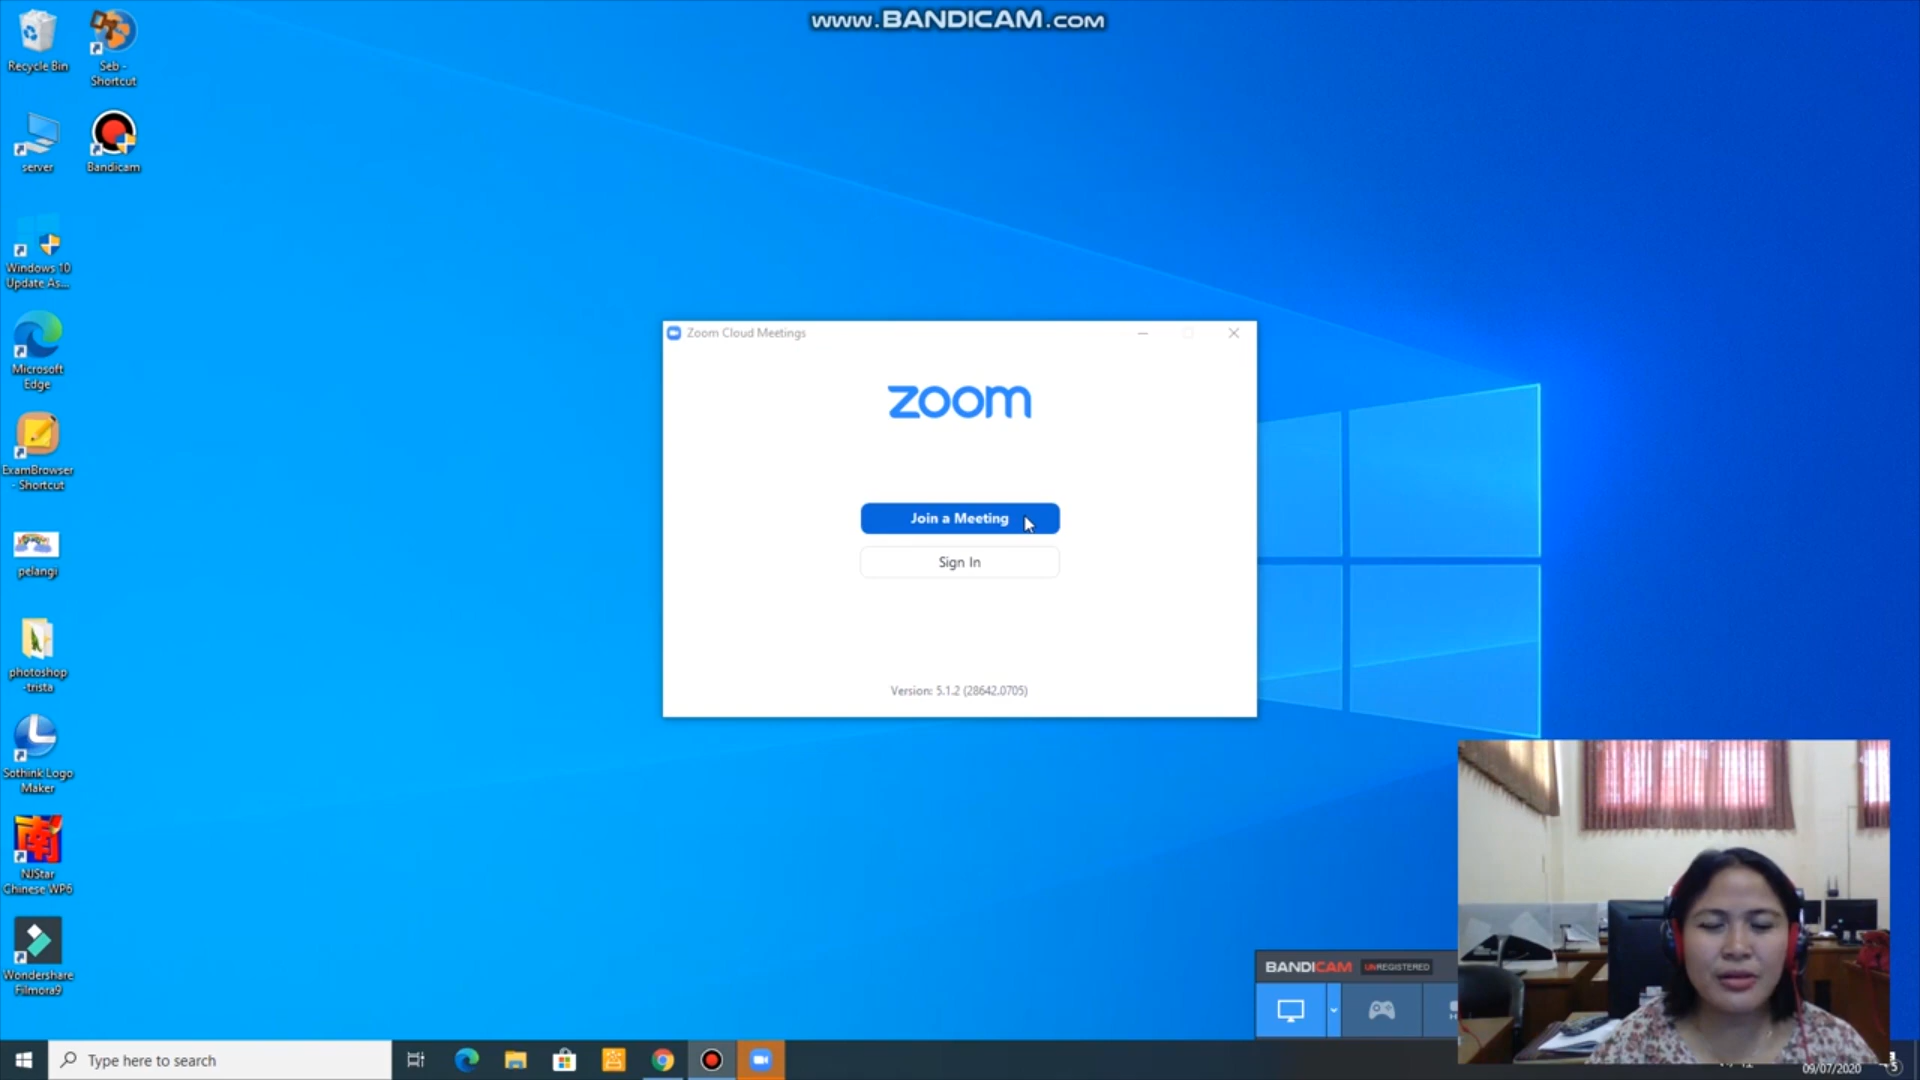 www.BANDICAM.com
Recycle Bin
Seb -
Shortcut
server
Bandicam
Windows 10
Update As...
Microsoft
Edge
ExamBrowser
- Shortcut
pelangi
photoshop
-trista
Sothink Logo
Maker
南
NJStar
Chinese WP6
Wondershare
Filmora9
Zoom Cloud Meetings
zoom
Join a Meeting
Sign In
Version: 5.1.2 (28642.0705)
BANDICAM UNREGISTERED
Type here to search
09/07/2020
5